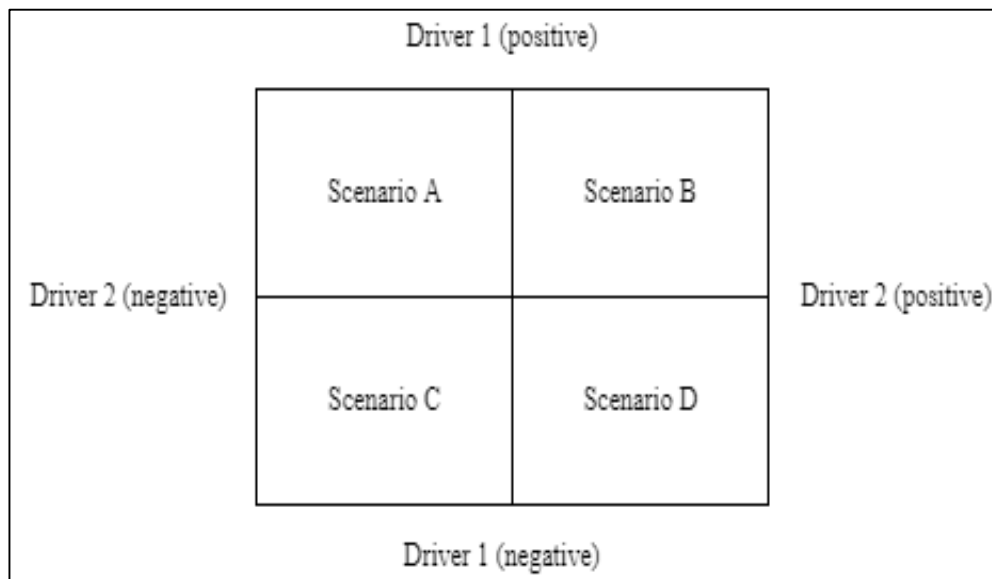 Driver 1 (positive)
Scenario A
Scenario B
Driver 2 (negative)
Driver 2 (positive)
Scenario C
Scenario D
Driver 1 (negative)